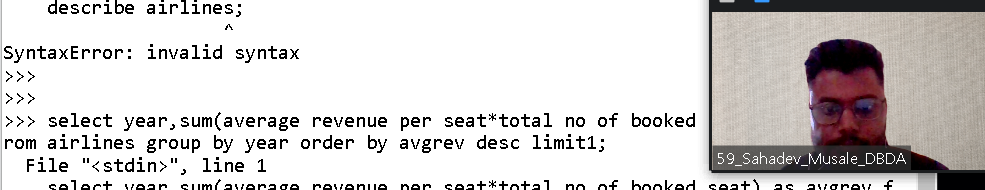 describe airlines;
^
SyntaxError: invalid syntax
>>>
>>>
>>> select year,sum(average revenue per seat*total no of booked
rom airlines group by year order by avgrev desc limit1;
File "<stdin>", line 1
select year,sum(average revenue per seat*total no of booked seat) as avgrev f
59_Sahadev_Musale_DBDA